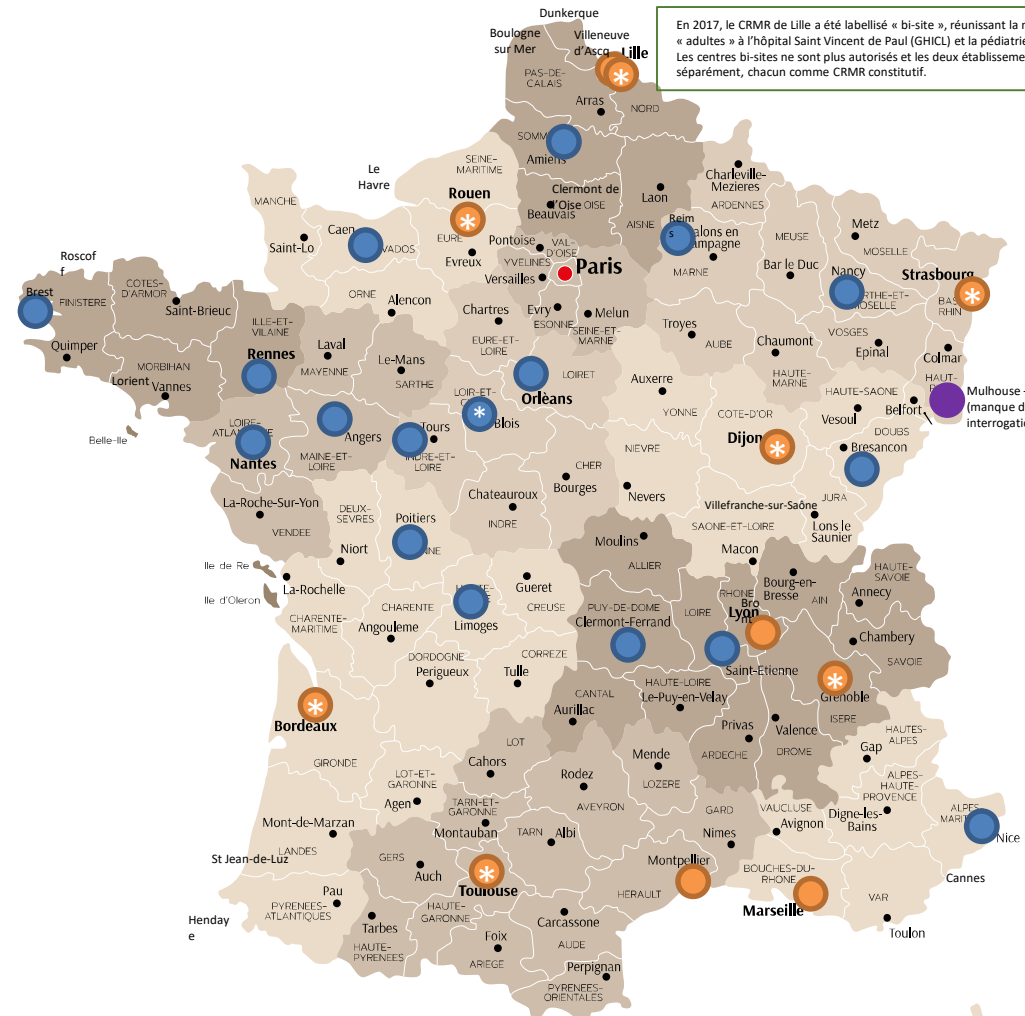 Dunkerque
Boulogne
sur Mer
Villeneuve
d'Ascq
Lille
En 2017, le CRMR de Lille a été labellisé « bi-site », réunissant la
« adultes » à l'hôpital Saint Vincent de Paul (GHICL) et la pédiatrie
Les centres bi-sites ne sont plus autorisés et les deux
séparément, chacun comme CRMR constitutif.
PAS-DE-
CALAIS
Arras
NORD
Amiens
SEINE-
MARITIME
Le
Havre
Rouen
Clermont de
l'Oise
OISE
Beauvais
Laon
AISNE
Charleville-
Mezieres
ARDENNES
MANCHE
Saint-Lo
Caen
EURE
Evreux
Pontoise
VAL-
D'OISE
YVELINES
Versailles
Paris
Reim
s
MARNE
MEUSE
Bar le Duc
Metz
MOSELLE
Nancy
Strasbourg
Roscof
f
Brest
FINISTERE
COTES-
D'ARMOR
Saint-Brieuc
ORNE
Alencon
Chartres
EURE-ET
LOIRE
Evry
ESONNE
Melun
SEINE-ET-
MARNE
Troyes
AUBE
Chaumont
HAUTE-
MARNE
VOSGES
Epinal
Colmar
Quimper
MORBIHAN
Lorient
Vannes
Belle-Ile
ILLE-ET-
VILAINE
Rennes
Laval
MAYENNE
Le-Mans
SARTHE
Orlèans
LOIRET
Blois
Auxerre
YONNE
COTE-D'OR
Dijon
HAUTE-SAONE
Vesoul
Belfort
DOUBS
Bresancon
Mulhouse -
(manque
Nantes
Angers
MAINE-ET-
LOIRE
Tours
INDRE-ET-
LOIRE
CHER
Bourges
NIEVRE
Nevers
JURA
Lons le
Saunier
Villefranche-sur-Saône
SAONE-ET-LOIRE
Macon
La-Roche-Sur-Yon
VENDEE
DEUX-
SEVRES
Niort
Poitiers
Chateauroux
INDRE
Moulins
ALLIER
Ile de Re
La-Rochelle
Ile d'Oleron
CHARENTE-
MARITIME
CHARENTE
Angouleme
Limoges
Gueret
CREUSE
PUY-DE-DOME
Clermont-Ferrand
LOIRE
RHONE
Bro
Lyon
Bourg-en-
Bresse
AIN
HAUTE-
SAVOIE
Annecy
Chambery
SAVOIE
DORDOGNE
Perigueux
CORREZE
Tulle
CANTAL
Aurillac
HAUTE-LOIRE
Le-Puy-en-Velay
Saint-Etienne
Grenoble
ISERE
Bordeaux
GIRONDE
LOT
Cahors
LOT-ET-
GARONNE
Agen
Rodez
AVEYRON
Mende
LOZERE
Privas
ARDECHE
Valence
DROME
HAUTES-
ALPES
Gap
ALPES-
HAUTE-
PROVENCE
Digne-les-
Bains
Nice
Cannes
Mont-de-Marzan
LANDES
St Jean-de-Luz
TARN-ET-
GARONNE
Montauban
TARN
Albi
GARD
Nimes
VAUCLUSE
Avignon
GERS
Auch
Toulouse
HAUTE-
GARONNE
Montpellier
HERAULT
BOUCHES-DU-
RHONE
Marseille
VAR
Toulon
Henday
e
Pau
PYRENEES-
ATLANTIQUES
Tarbes
HAUTE-
PYRENEES
Foix
ARIEGE
Carcassone
AUDE
Perpignan
PYRENEES-
ORIENTALES